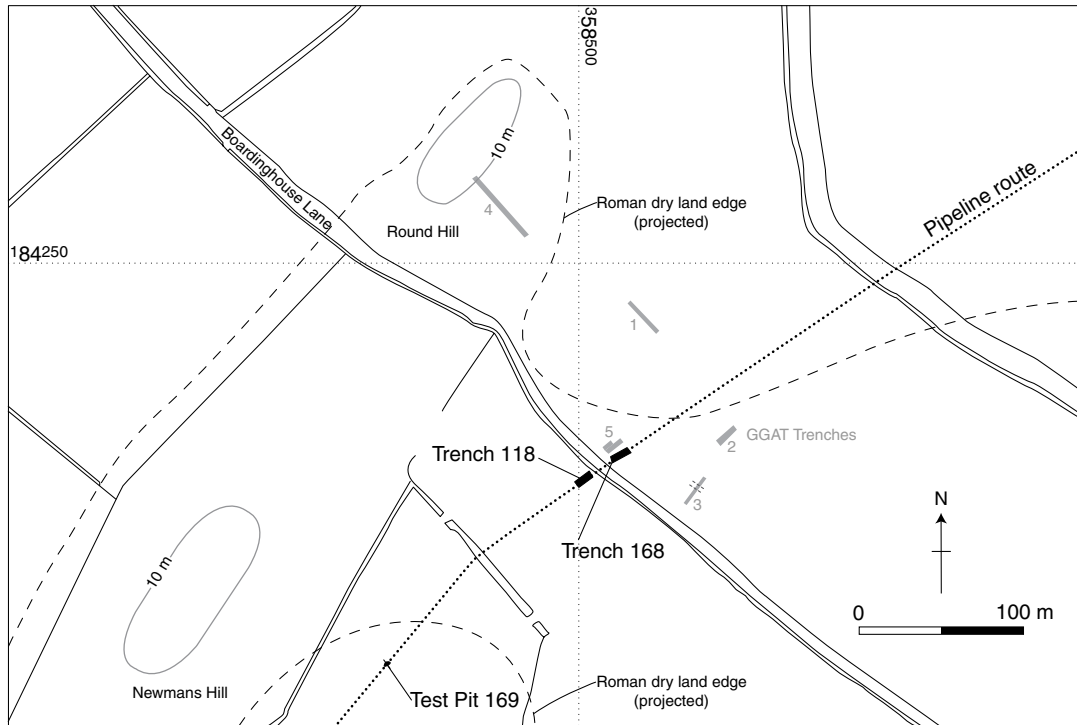 358500
10 m
Boardinghouse Lane
4
Roman dry land edge
(projected)
Pipeline route
Round Hill
184250
1
5
2
GGAT Trenches
Trench 118
3
N
Trench 168
10 m
0
100 m
Newmans Hill
Test Pit 169
Roman dry land edge
(projected)